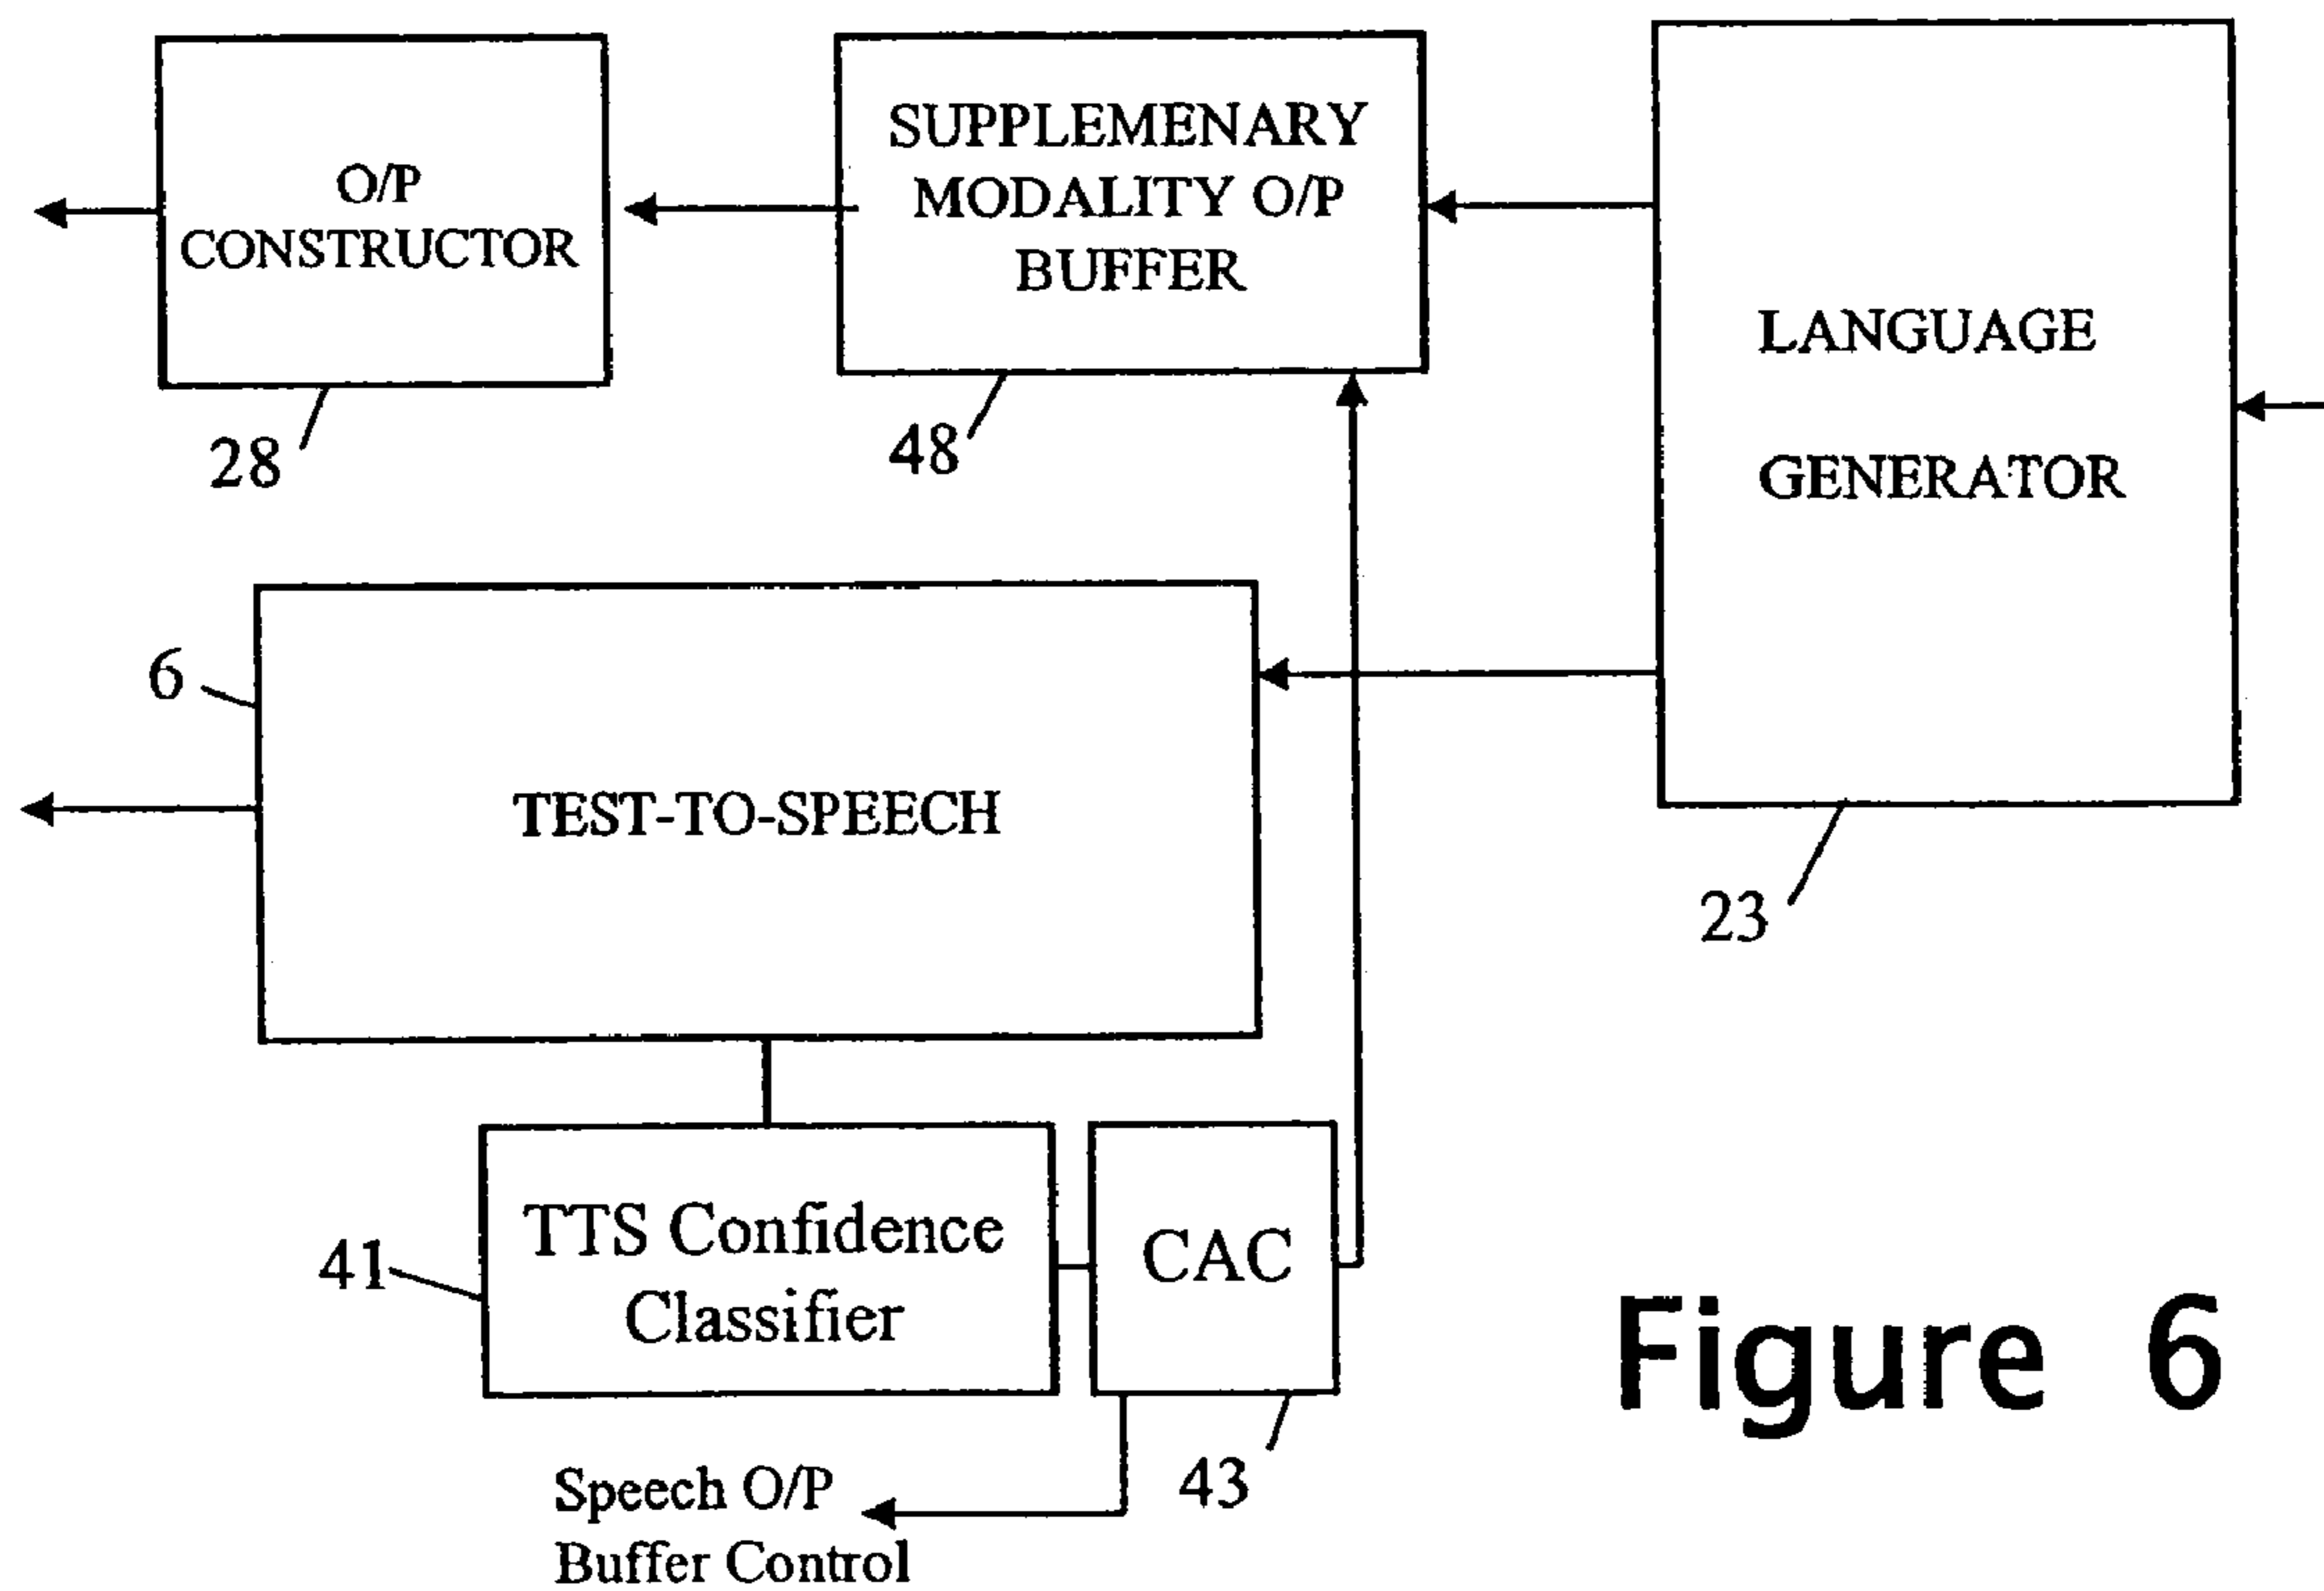 O/P
CONSTRUCTOR
28
SUPPLEMENARY
MODALITY O/P
BUFFER
48
LANGUAGE
GENERATOR
23
6
TEST-TO-SPEECH
41
TTS Confidence
Classifier
CAC
43
Speech O/P
Buffer Control
Figure 6